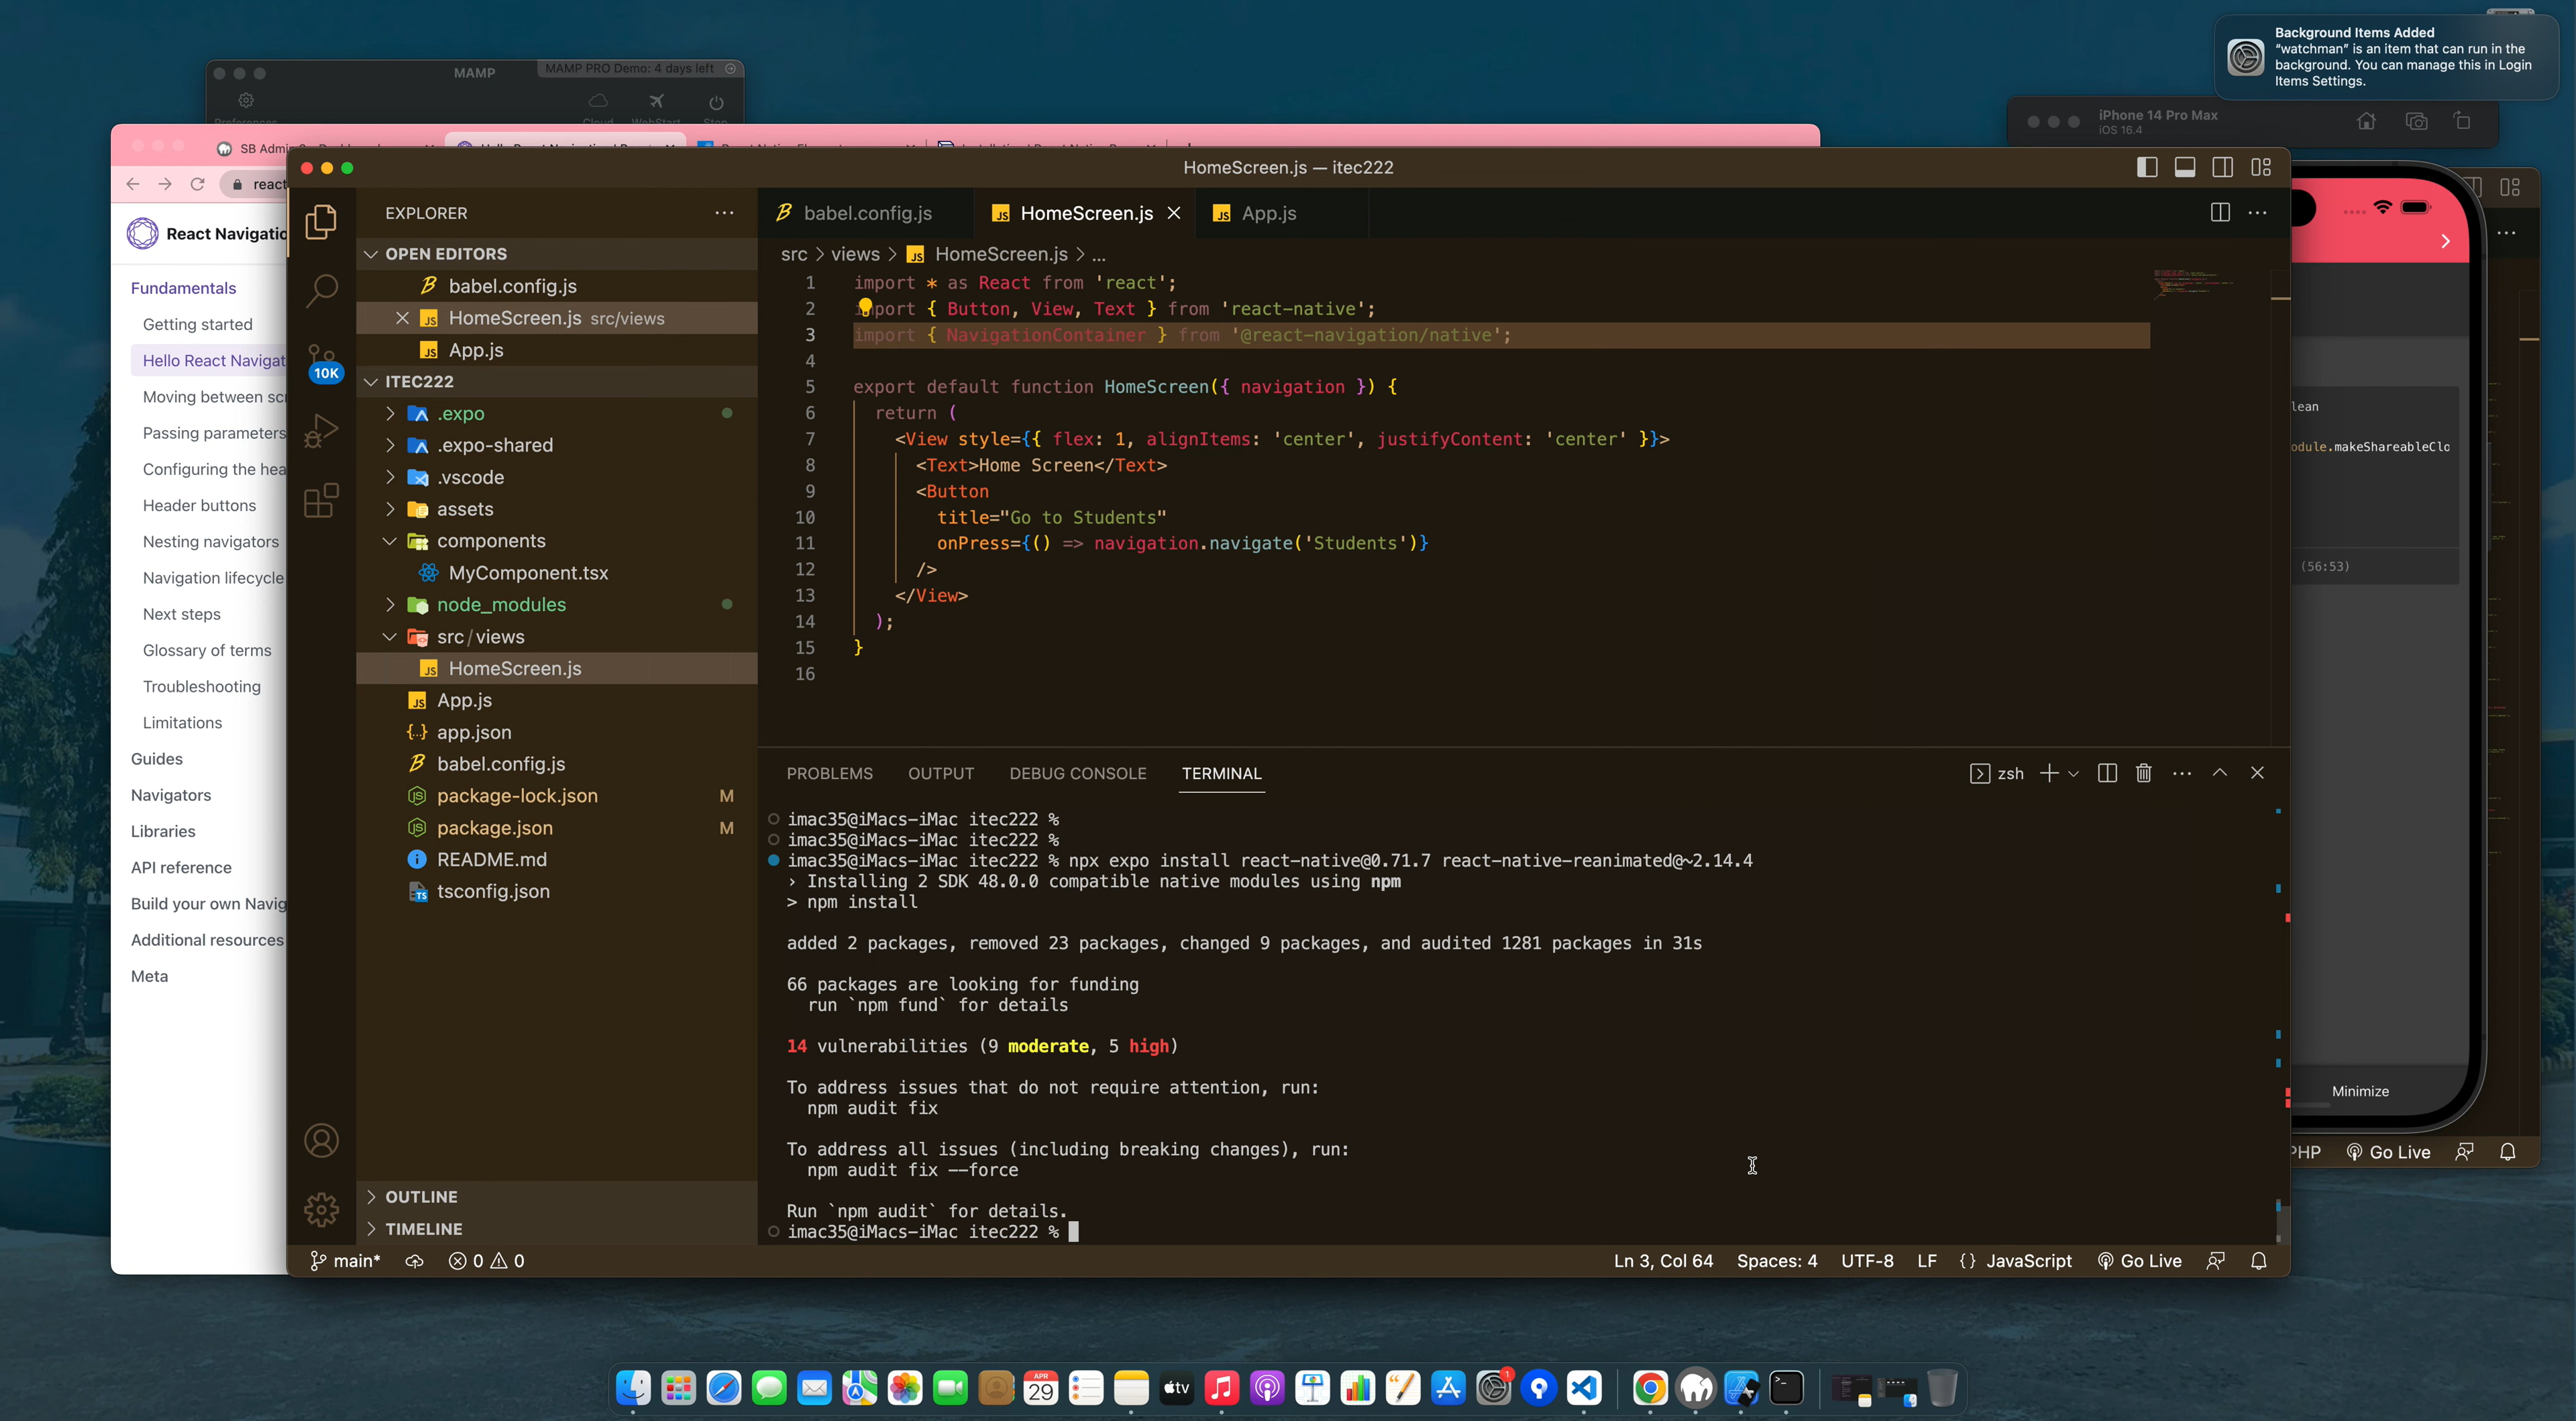 Background Items Added
“watchman” is an item that can run in the
background. You can manage this in Login
Items Settings.
MAMP
MAMP PRO Demo: 4 days left
Preferences
Cloud
WebStart
Stop
iPhone 14 Pro Max
iOS 16.4
SB Admin 2 - Dashboard
react
HomeScreen.js — itec222
React Navigatio
Fundamentals
Getting started
Hello React Navigat
Moving between scr
Passing parameters
Configuring the hea
Header buttons
Nesting navigators
Navigation lifecycle
Next steps
Glossary of terms
Troubleshooting
Limitations
Guides
Navigators
Libraries
API reference
Build your own Navig
Additional resources
Meta
EXPLORER
OPEN EDITORS
babel.config.js
HomeScreen.js src/views
App.js
10K
ITEC222
.expo
.expo-shared
.vscode
assets
components
MyComponent.tsx
node_modules
src/views
HomeScreen.js
App.js
app.json
babel.config.js
package-lock.json M
package.json M
README.md
tsconfig.json
OUTLINE
TIMELINE
babel.config.js
HomeScreen.js
App.js
src > views > HomeScreen.js > ...
1 import * as React from 'react';
2 import { Button, View, Text } from 'react-native';
3 import { NavigationContainer } from '@react-navigation/native';
4
5 export default function HomeScreen({ navigation }) {
6 return (
7 <View style={{ flex: 1, alignItems: 'center', justifyContent: 'center' }}>
8 <Text>Home Screen</Text>
9 <Button
10 title="Go to Students"
11 onPress={() => navigation.navigate('Students')}
12 />
13 </View>
14 );
15 }
16
PROBLEMS OUTPUT DEBUG CONSOLE TERMINAL
zsh
imac35@iMacs-iMac itec222 %
imac35@iMacs-iMac itec222 %
imac35@iMacs-iMac itec222 % npx expo install react-native@0.71.7 react-native-reanimated@~2.14.4
› Installing 2 SDK 48.0.0 compatible native modules using npm
> npm install
added 2 packages, removed 23 packages, changed 9 packages, and audited 1281 packages in 31s
66 packages are looking for funding
run `npm fund` for details
14 vulnerabilities (9 moderate, 5 high)
To address issues that do not require attention, run:
npm audit fix
To address all issues (including breaking changes), run:
npm audit fix --force
Run `npm audit` for details.
imac35@iMacs-iMac itec222 %
main* 0 0
Ln 3, Col 64 Spaces: 4 UTF-8 LF {} JavaScript Go Live
lean
odule.makeShareableClo
(56:53)
Minimize
PHP Go Live
APR
29
tv
1